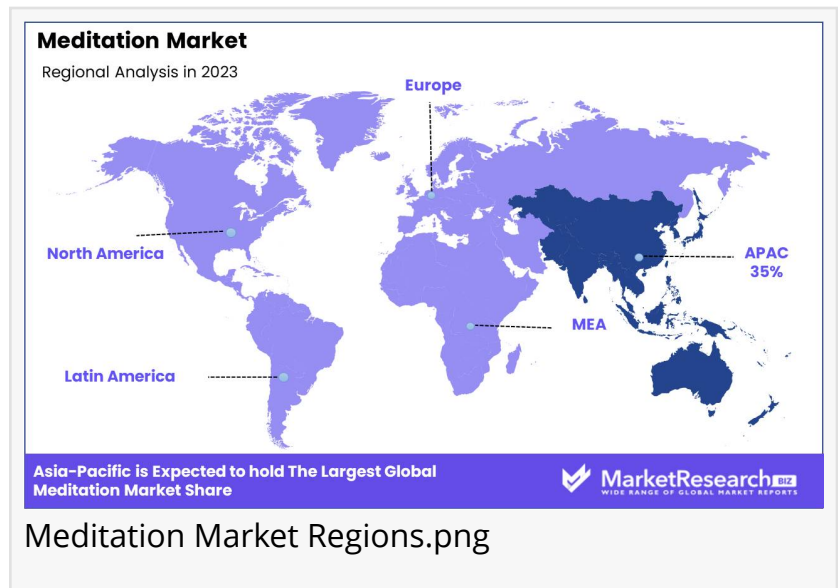 Meditation Market
Regional Analysis in 2023
Europe
North America
APAC
35%
MEA
Latin America
Asia-Pacific is Expected to hold The Largest Global
Meditation Market Share
MarketResearch BIZ
WIDE RANGE OF GLOBAL MARKET REPORTS
Meditation Market Regions.png